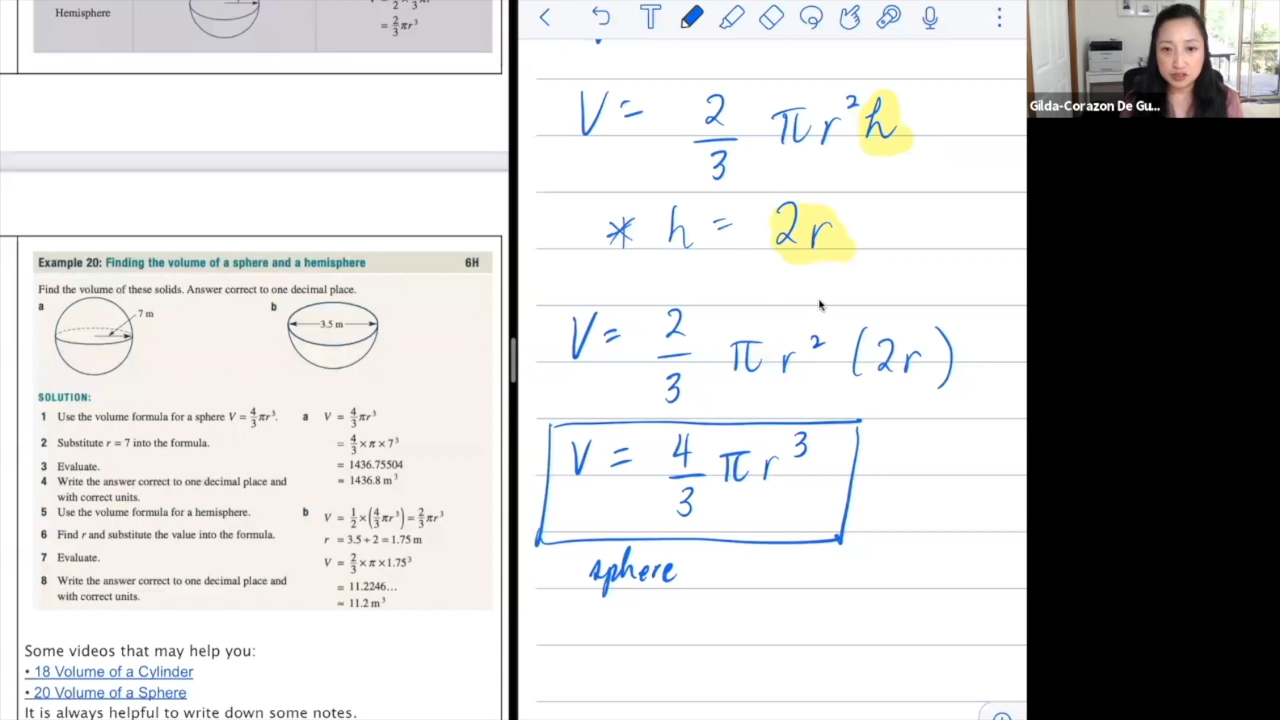 Hemisphere
= 2/3 πr³
Example 20: Finding the volume of a sphere and a hemisphere 6H
Find the volume of these solids. Answer correct to one decimal place.
a b
7 m
3.5 m
SOLUTION:
1 Use the volume formula for a sphere V = 4/3 πr³. a V = 4/3 πr³
2 Substitute r = 7 into the formula. = 4/3 × π × 7³
3 Evaluate. = 1436.75504
4 Write the answer correct to one decimal place and ≈ 1436.8 m³
with correct units.
5 Use the volume formula for a hemisphere. b V = 1/2 × (4/3 πr³) = 2/3 πr³
6 Find r and substitute the value into the formula. r = 3.5 ÷ 2 = 1.75 m
7 Evaluate. V = 2/3 × π × 1.75³
= 11.2246...
8 Write the answer correct to one decimal place and
with correct units. ≈ 11.2 m³
Some videos that may help you:
• 18 Volume of a Cylinder
• 20 Volume of a Sphere
It is always helpful to write down some notes.
V = 2/3 πr²h
* h = 2r
V = 2/3 πr² (2r)
V = 4/3 πr³
sphere
Gilda-Corazon De Gu...